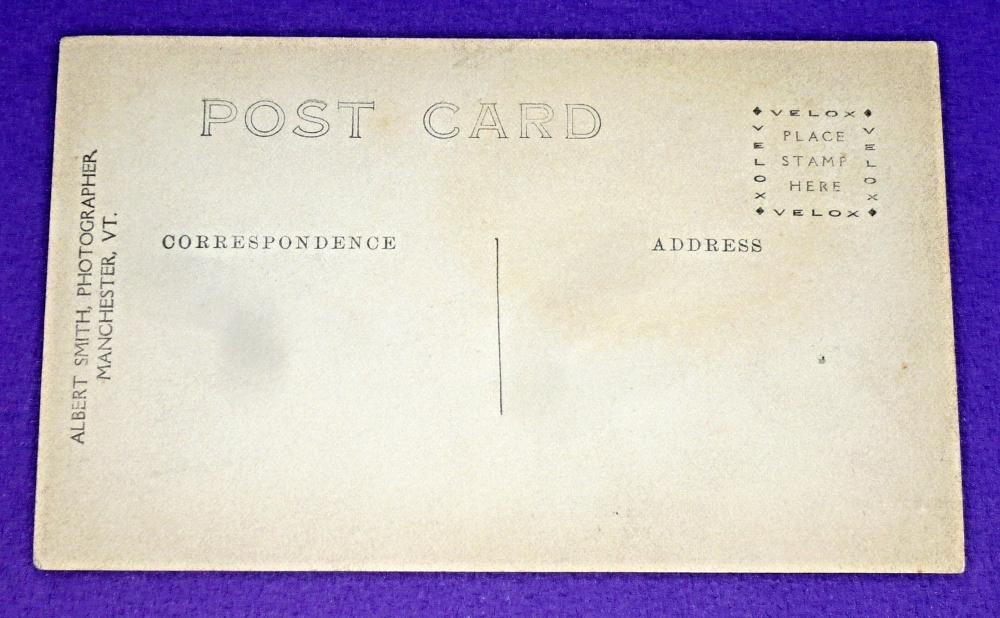 POST CARD
VELOX
VELOX
PLACE
STAMP
HERE
VELOX
VELOX
CORRESPONDENCE
ADDRESS
ALBERT SMITH, PHOTOGRAPHER
MANCHESTER, VT.